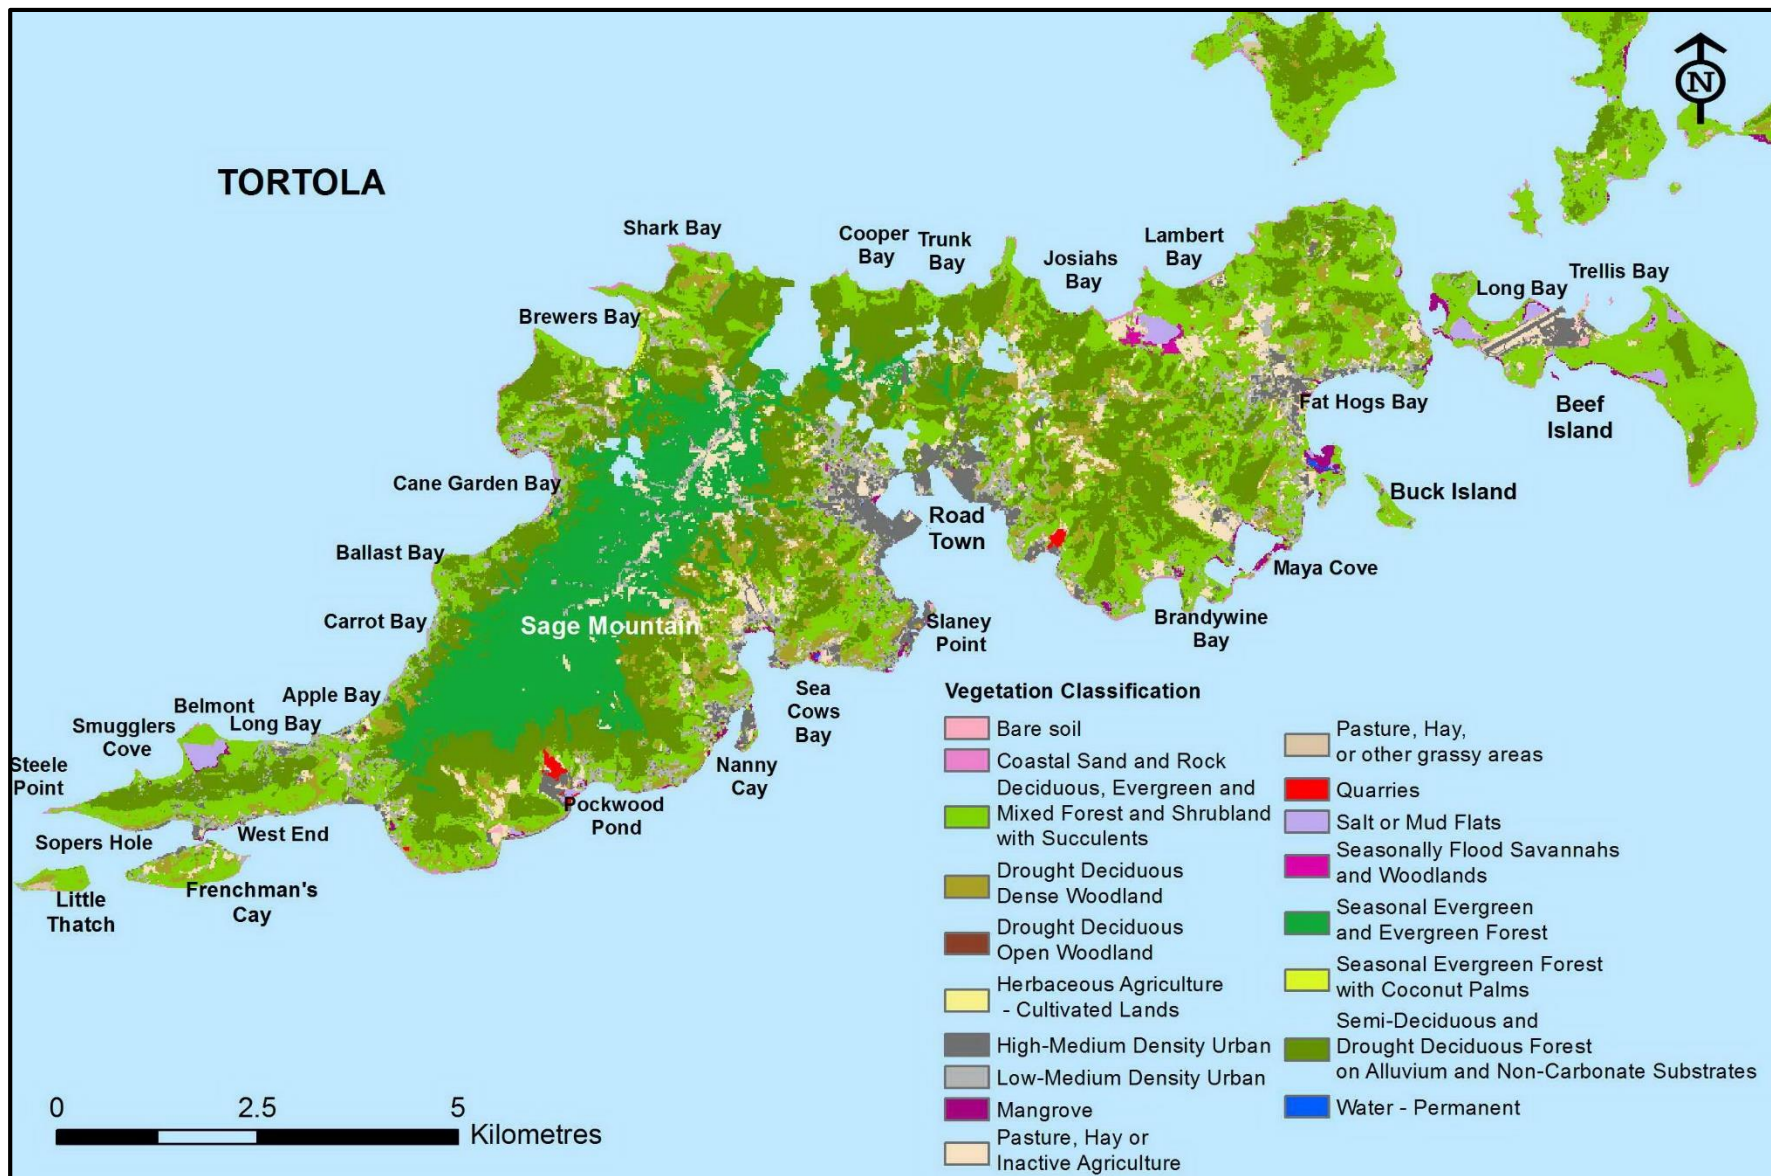 N
TORTOLA
Shark Bay
Cooper
Bay
Trunk
Bay
Josiahs
Bay
Lambert
Bay
Long Bay
Trellis Bay
Brewers Bay
Fat Hogs Bay
Beef
Island
Cane Garden Bay
Buck Island
Road
Town
Ballast Bay
Maya Cove
Carrot Bay
Sage Mountain
Slaney
Point
Brandywine
Bay
Apple Bay
Sea
Cows
Bay
Belmont
Long Bay
Smugglers
Cove
Steele
Point
Nanny
Cay
Pockwood
Pond
Sopers Hole
West End
Little
Thatch
Frenchman's
Cay
Vegetation Classification
Bare soil
Coastal Sand and Rock
Deciduous, Evergreen and
Mixed Forest and Shrubland
with Succulents
Drought Deciduous
Dense Woodland
Drought Deciduous
Open Woodland
Herbaceous Agriculture
- Cultivated Lands
High-Medium Density Urban
Low-Medium Density Urban
Mangrove
Pasture, Hay or
Inactive Agriculture
Pasture, Hay,
or other grassy areas
Quarries
Salt or Mud Flats
Seasonally Flood Savannahs
and Woodlands
Seasonal Evergreen
and Evergreen Forest
Seasonal Evergreen Forest
with Coconut Palms
Semi-Deciduous and
Drought Deciduous Forest
on Alluvium and Non-Carbonate Substrates
Water - Permanent
0 2.5 5
Kilometres